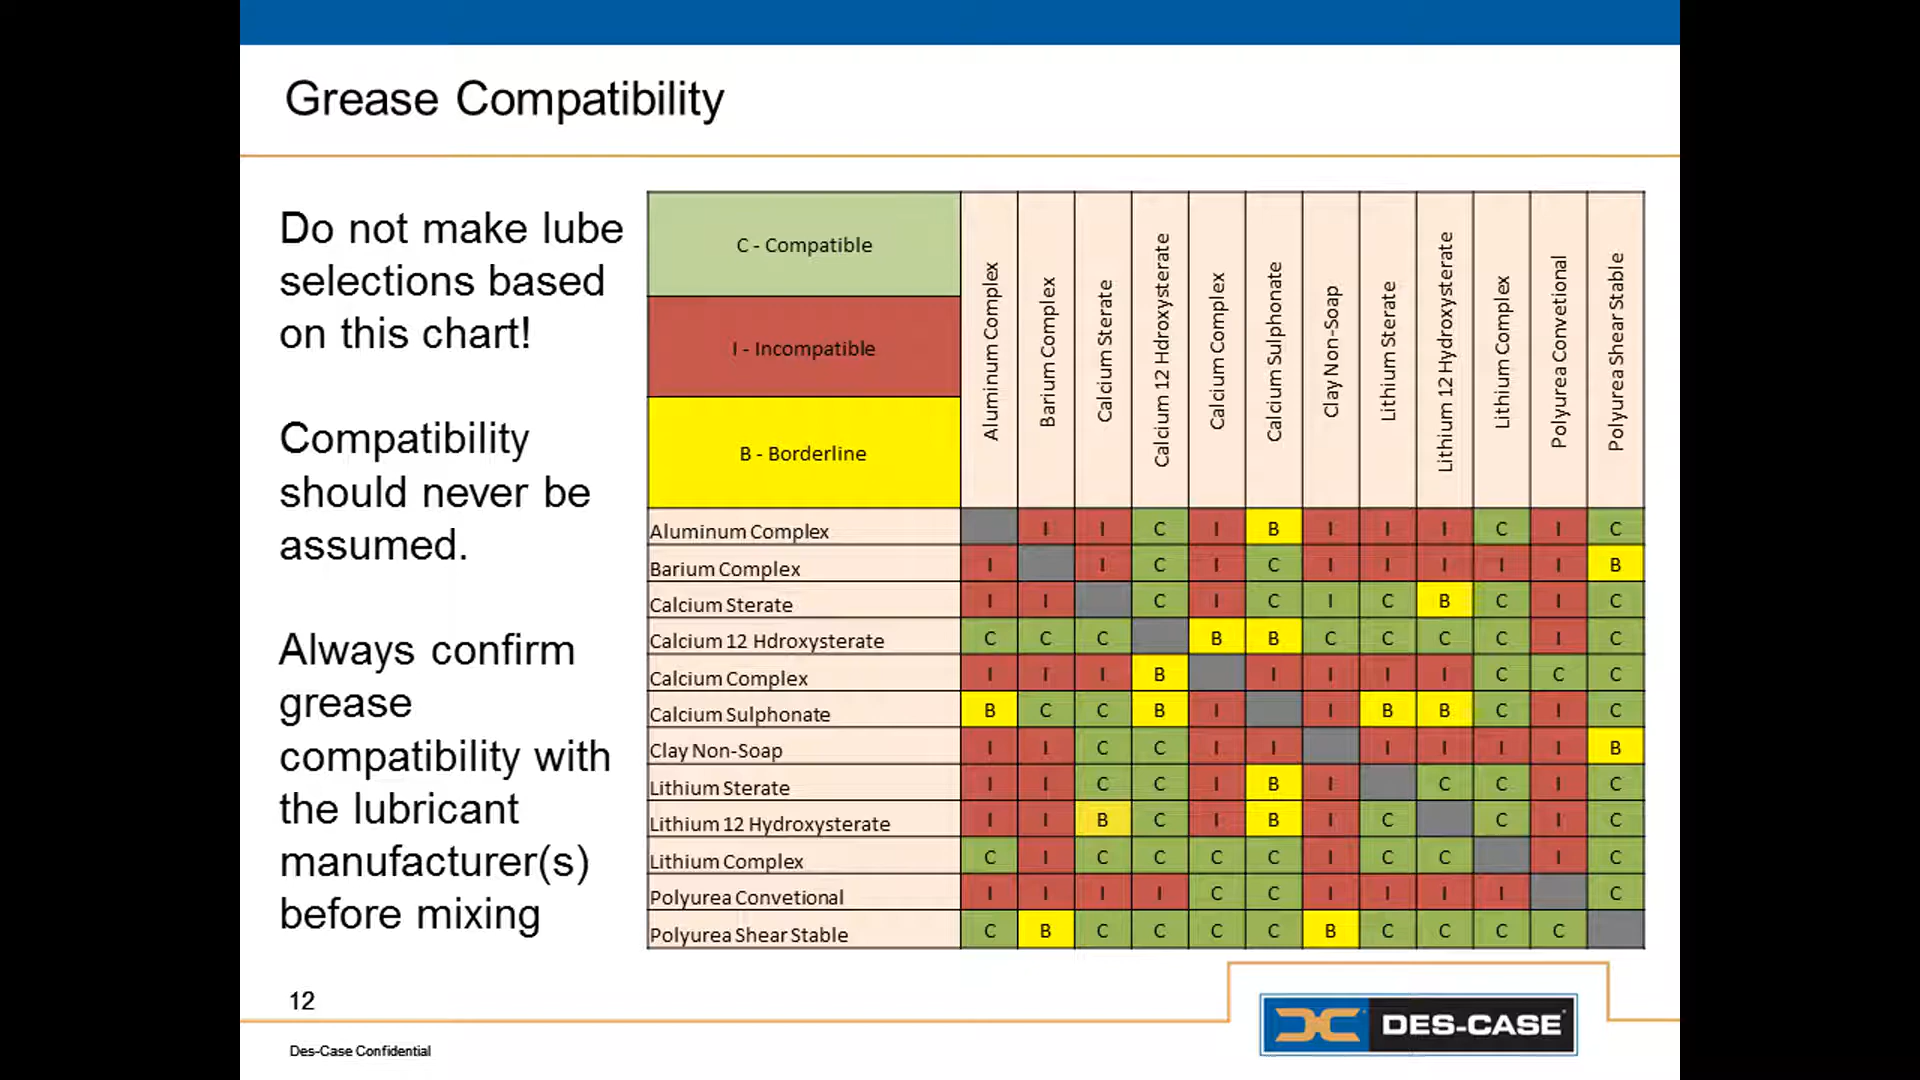 Grease Compatibility
Do not make lube
selections based
on this chart!
Compatibility
should never be
assumed.
Always confirm
grease
compatibility with
the lubricant
manufacturer(s)
before mixing
C - Compatible
I - Incompatible
B - Borderline
Aluminum Complex
Barium Complex
Calcium Sterate
Calcium 12 Hdroxysterate
Calcium Complex
Calcium Sulphonate
Clay Non-Soap
Lithium Sterate
Lithium 12 Hydroxysterate
Lithium Complex
Polyurea Convetional
Polyurea Shear Stable
Aluminum Complex I I C I B I I I C I C
Barium Complex I I C I C I I I I I B
Calcium Sterate I I C I C I C B C I C
Calcium 12 Hdroxysterate C C C B B C C C C I C
Calcium Complex I I I B I I I I C C C
Calcium Sulphonate B C C B I I B B C I C
Clay Non-Soap I I C C I I I I I I B
Lithium Sterate I I C C I B I C C I C
Lithium 12 Hydroxysterate I I B C I B I C C I C
Lithium Complex C I C C C C I C C I C
Polyurea Convetional I I I I C C I I I I C
Polyurea Shear Stable C B C C C C B C C C C
12
DES-CASE
Des-Case Confidential